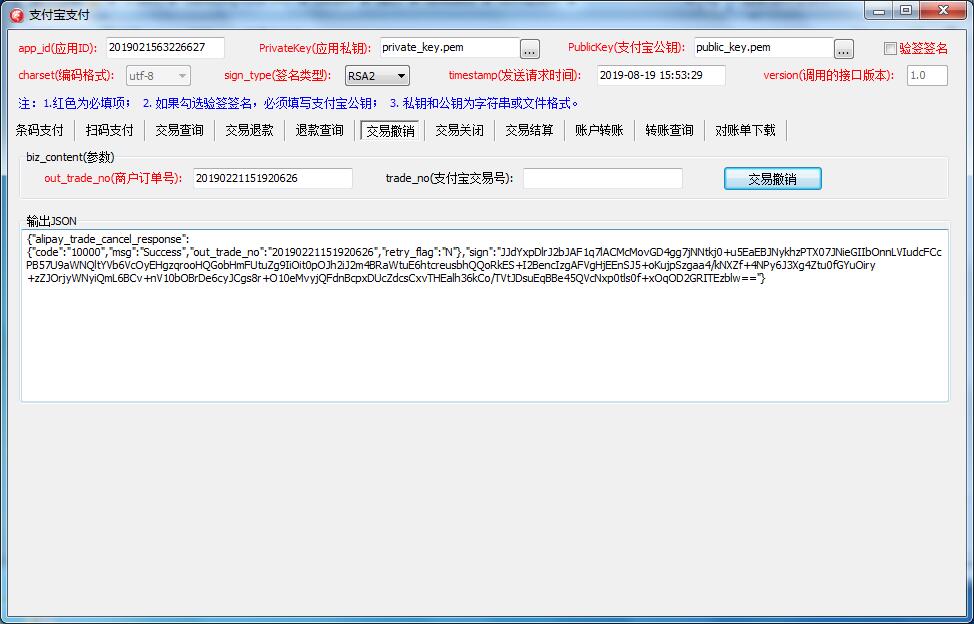 支付宝支付
app_id(应用ID): 2019021563226627 PrivateKey(应用私钥): private_key.pem ... PublicKey(支付宝公钥): public_key.pem ... 验签签名
charset(编码格式): utf-8 sign_type(签名类型): RSA2 timestamp(发送请求时间): 2019-08-19 15:53:29 version(调用的接口版本): 1.0
注：1.红色为必填项； 2. 如果勾选验签签名，必须填写支付宝公钥； 3. 私钥和公钥为字符串或文件格式。
条码支付 扫码支付 交易查询 交易退款 退款查询 交易撤销 交易关闭 交易结算 账户转账 转账查询 对账单下载
biz_content(参数)
out_trade_no(商户订单号): 20190221151920626 trade_no(支付宝交易号): 交易撤销
输出JSON
{"alipay_trade_cancel_response":
{"code":"10000","msg":"Success","out_trade_no":"20190221151920626","retry_flag":"N"},"sign":"JJdYxpDlrJ2bJAF1q7lACMcMovGD4gg7jNNtkj0+u5EaEBJNykhzPTX07JNieGIIbOnnLVIudcFCc
PB57U9aWNQltYVb6VcOyEHgzqrooHQGobHmFUtuZg9IiOit0pOJh2iJ2m4BRaWtuE6htcreusbhQQoRkES+I2BencIzgAFVgHjEEnSJ5+oKujpSzgaa4/kNXZf+4NPy6J3Xg4Ztu0fGYuOiry
+zZJOrjyWNyiQmL6BCv+nV10bOBrDe6cyJCgs8r+O10eMvyjQFdnBcpxDUcZdcsCxvTHEalh36kCo/TVtJDsuEqBBe45QVcNxp0tls0f+xOqOD2GRITEzblw=="}